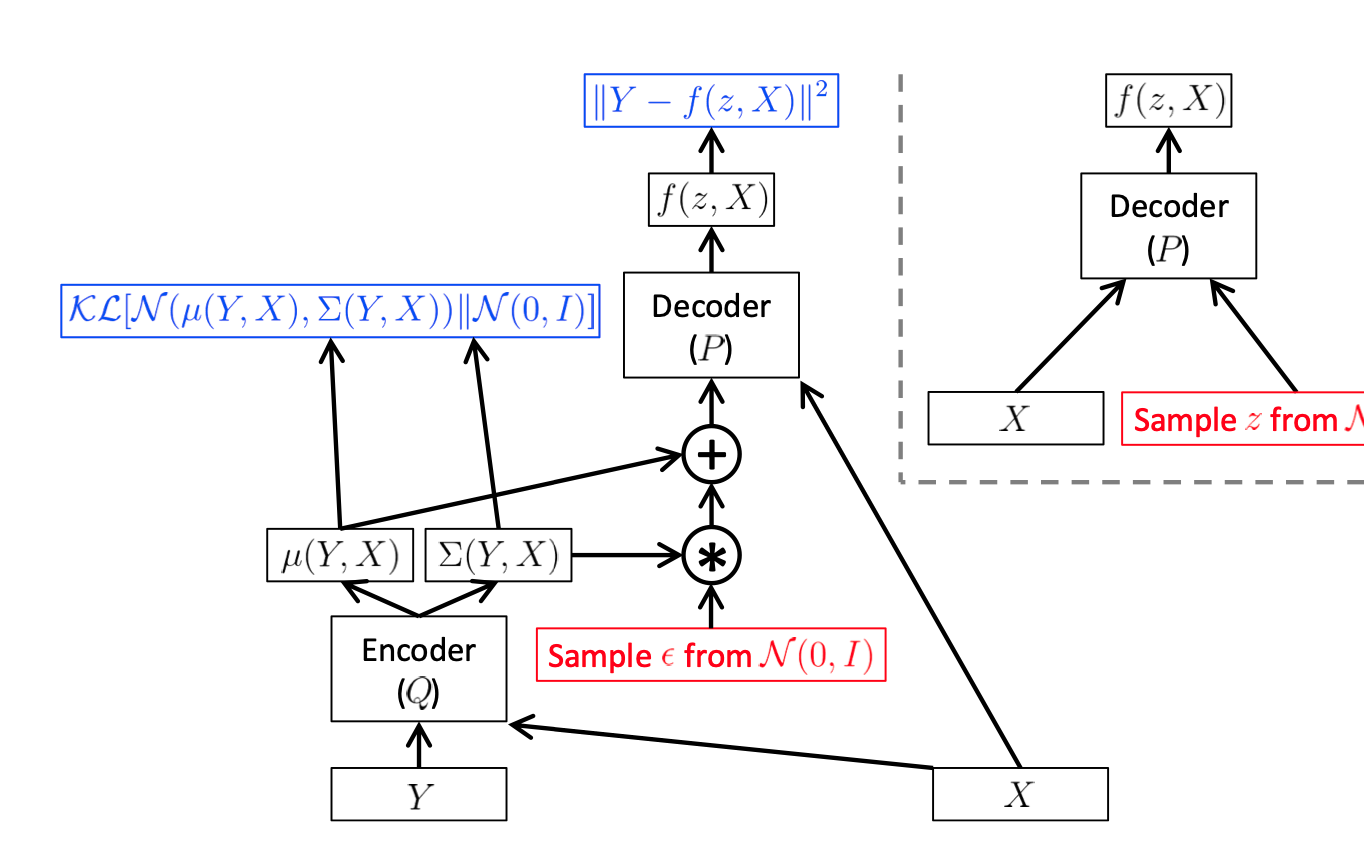 ‖Y − f(z, X)‖²
f(z, X)
Decoder
(P)
𝒦ℒ[𝒩(μ(Y, X), Σ(Y, X))‖𝒩(0, I)]
+
μ(Y, X)
Σ(Y, X)
*
Encoder
(Q)
Sample ϵ from 𝒩(0, I)
Y
X
f(z, X)
Decoder
(P)
X
Sample z from